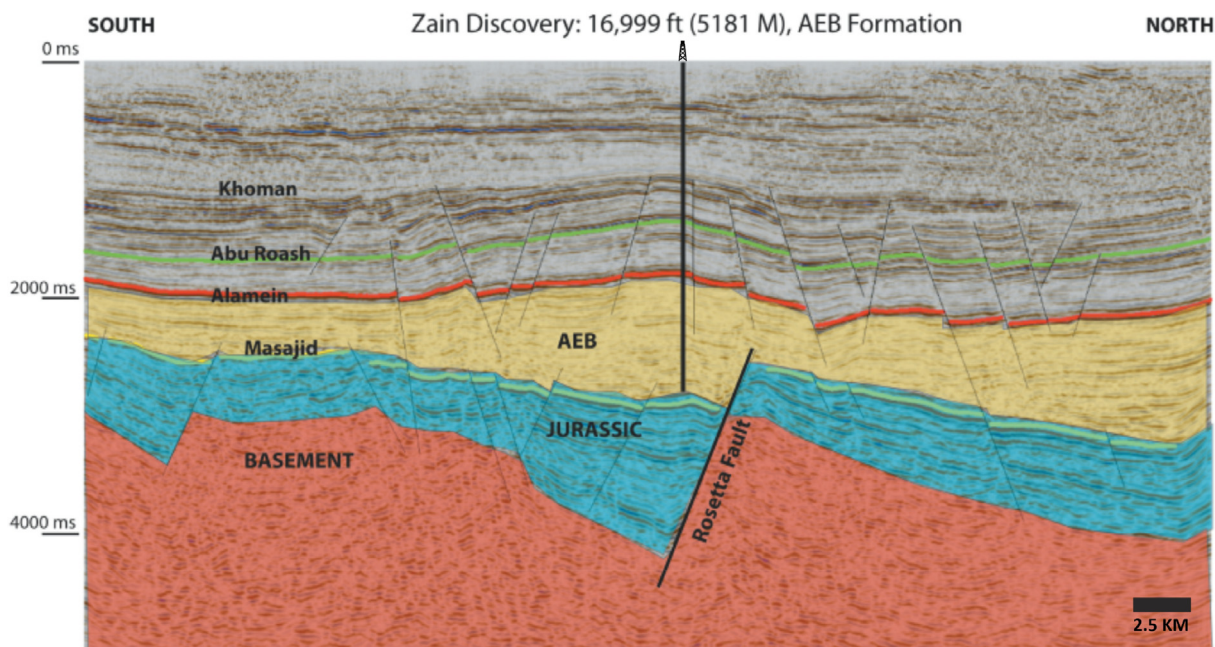 SOUTH
Zain Discovery: 16,999 ft (5181 M), AEB Formation
NORTH
0 ms
Khoman
Abu Roash
2000 ms
Alamein
AEB
Masajid
JURASSIC
BASEMENT
Rosetta Fault
4000 ms
2.5 KM